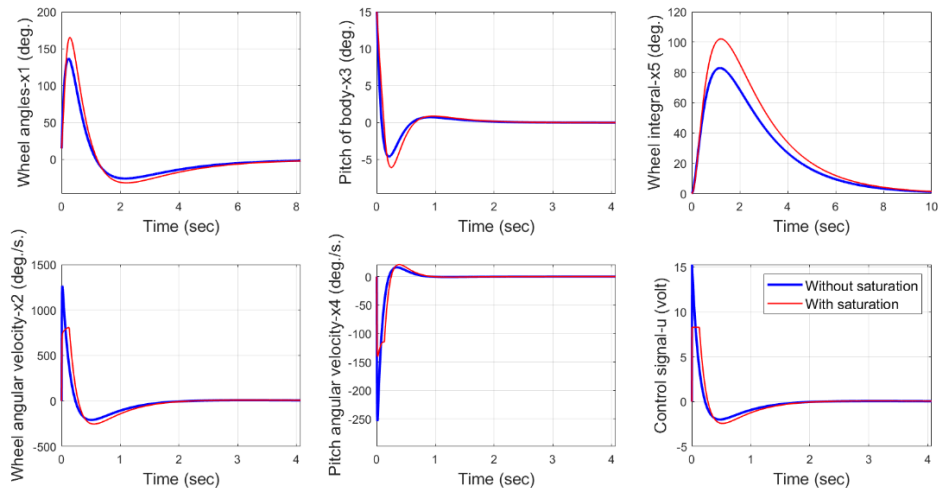 Wheel angles-x1 (deg.)
200
150
100
50
0
0 2 4 6 8
Time (sec)
Pitch of body-x3 (deg.)
15
10
5
0
-5
0 1 2 3 4
Time (sec)
Wheel integral-x5 (deg.)
120
100
80
60
40
20
0
0 2 4 6 8 10
Time (sec)
Wheel angular velocity-x2 (deg./s.)
1500
1000
500
0
-500
0 1 2 3 4
Time (sec)
Pitch angular velocity-x4 (deg./s.)
0
-50
-100
-150
-200
-250
0 1 2 3 4
Time (sec)
Control signal-u (volt)
15
10
5
0
-5
0 1 2 3 4
Time (sec)
Without saturation
With saturation